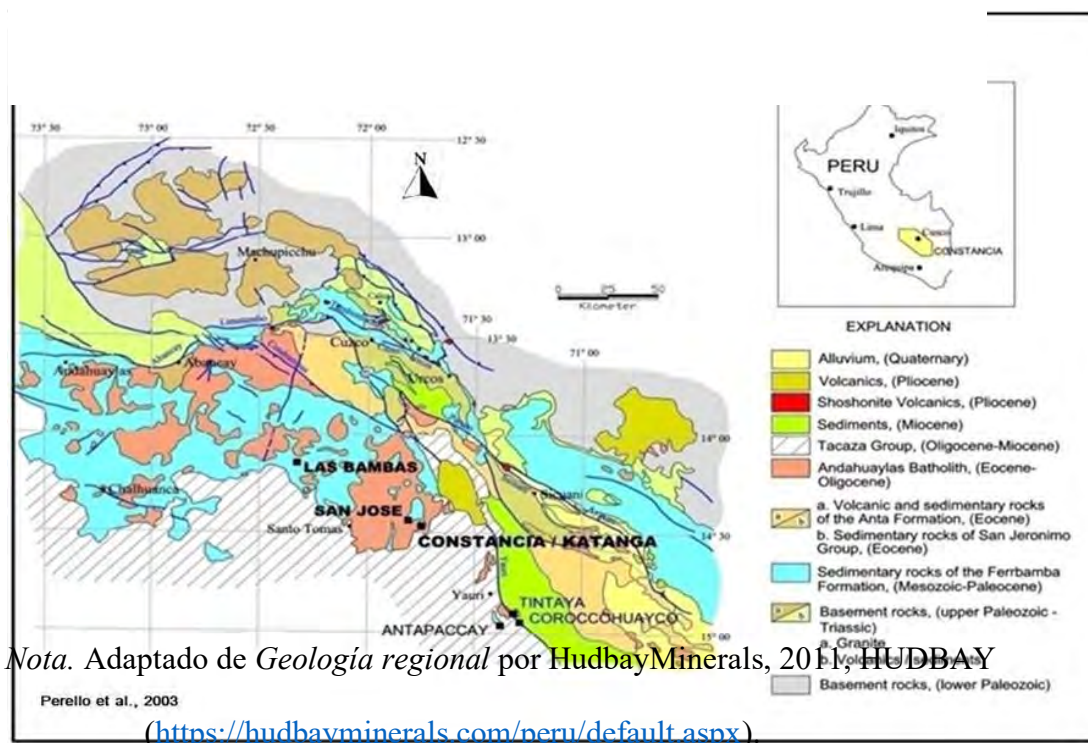 73° 30'
73° 00'
72° 30'
72° 00'
12° 30
N
13° 00
Machupicchu
Kilometer
0 25 50
71° 30
13° 30
Cuzco
71° 00
Abancay
Abancay
Andahuaylas
Urcos
14° 00
LAS BAMBAS
Chalhuanca
Sicuani
SAN JOSE
Santo Tomas
CONSTANCIA / KATANGA
14° 30
Yauri
TINTAYA
COROCCOHUAYCO
ANTAPACCAY
15° 00
Iquitos
PERU
Trujillo
Lima
Cusco
CONSTANCIA
Arequipa
EXPLANATION
Alluvium, (Quaternary)
Volcanics, (Pliocene)
Shoshonite Volcanics, (Pliocene)
Sediments, (Miocene)
Tacaza Group, (Oligocene-Miocene)
Andahuaylas Batholith, (Eocene-
Oligocene)
a. Volcanic and sedimentary rocks
of the Anta Formation, (Eocene)
b. Sedimentary rocks of San Jeronimo
Group, (Eocene)
Sedimentary rocks of the Ferrbamba
Formation, (Mesozoic-Paleocene)
Basement rocks, (upper Paleozoic -
Triassic)
a. Granite
b. Volcanics / sediments
Basement rocks, (lower Paleozoic)
Nota. Adaptado de Geología regional por HudbayMinerals, 2011, HUDBAY
Perello et al., 2003
(https://hudbayminerals.com/peru/default.aspx).